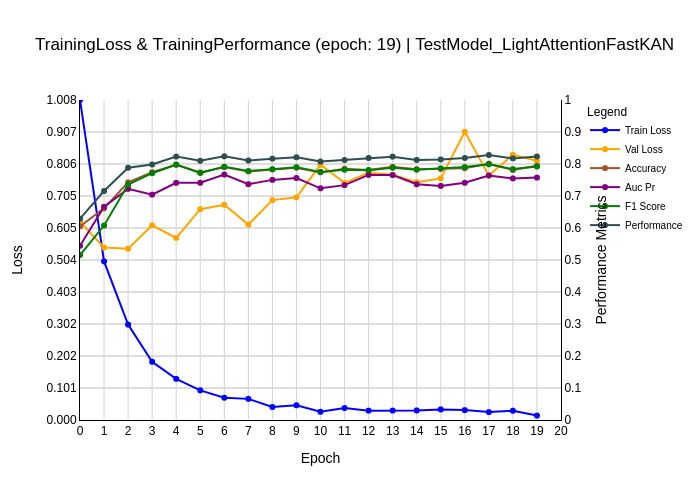 TrainingLoss & TrainingPerformance (epoch: 19) | TestModel_LightAttentionFastKAN
1.008
0.907
0.806
0.705
0.605
0.504
0.403
0.302
0.202
0.101
0.000
Loss
0 1 2 3 4 5 6 7 8 9 10 11 12 13 14 15 16 17 18 19 20
Epoch
1
0.9
0.8
0.7
0.6
0.5
0.4
0.3
0.2
0.1
0
Performance Metrics
Legend
Train Loss
Val Loss
Accuracy
Auc Pr
F1 Score
Performance